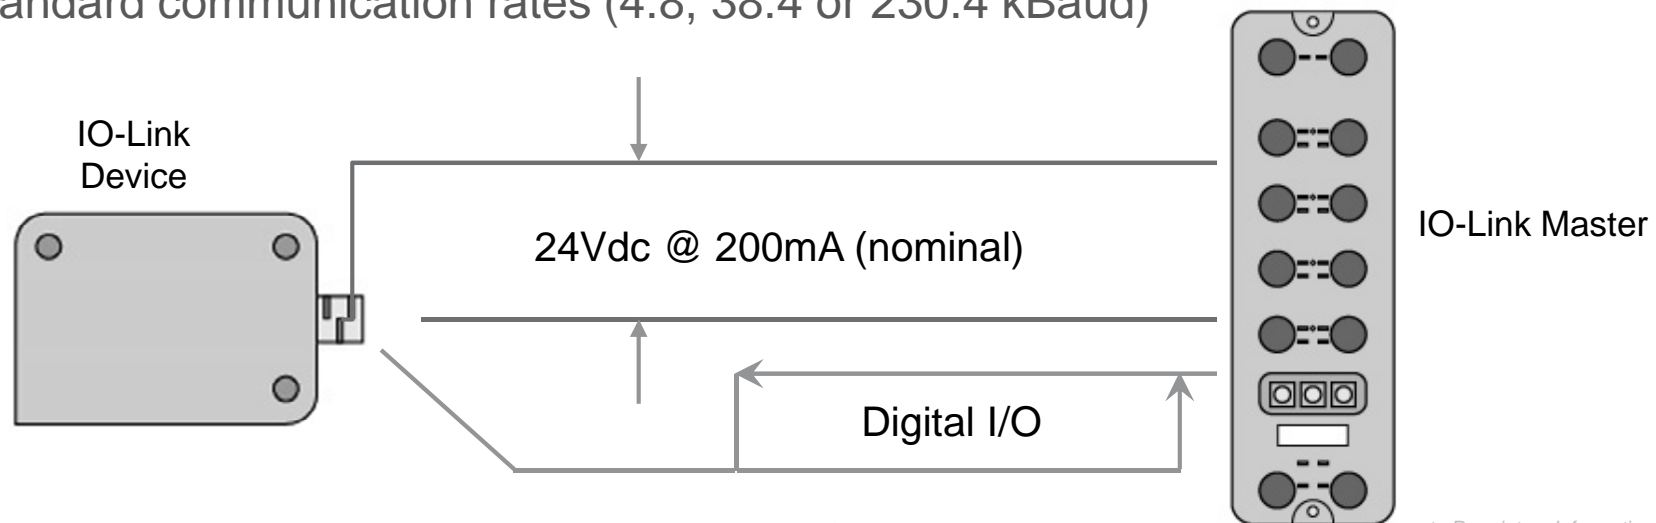 andard communication rates (4.8, 38.4 or 230.4 kBaud)
IO-Link
Device
24Vdc @ 200mA (nominal)
IO-Link Master
Digital I/O